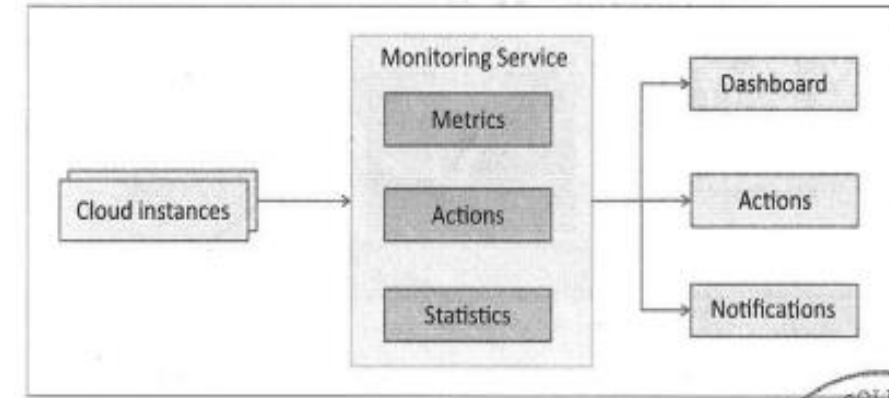 Monitoring Service
Metrics
Cloud instances
Actions
Statistics
Dashboard
Actions
Notifications